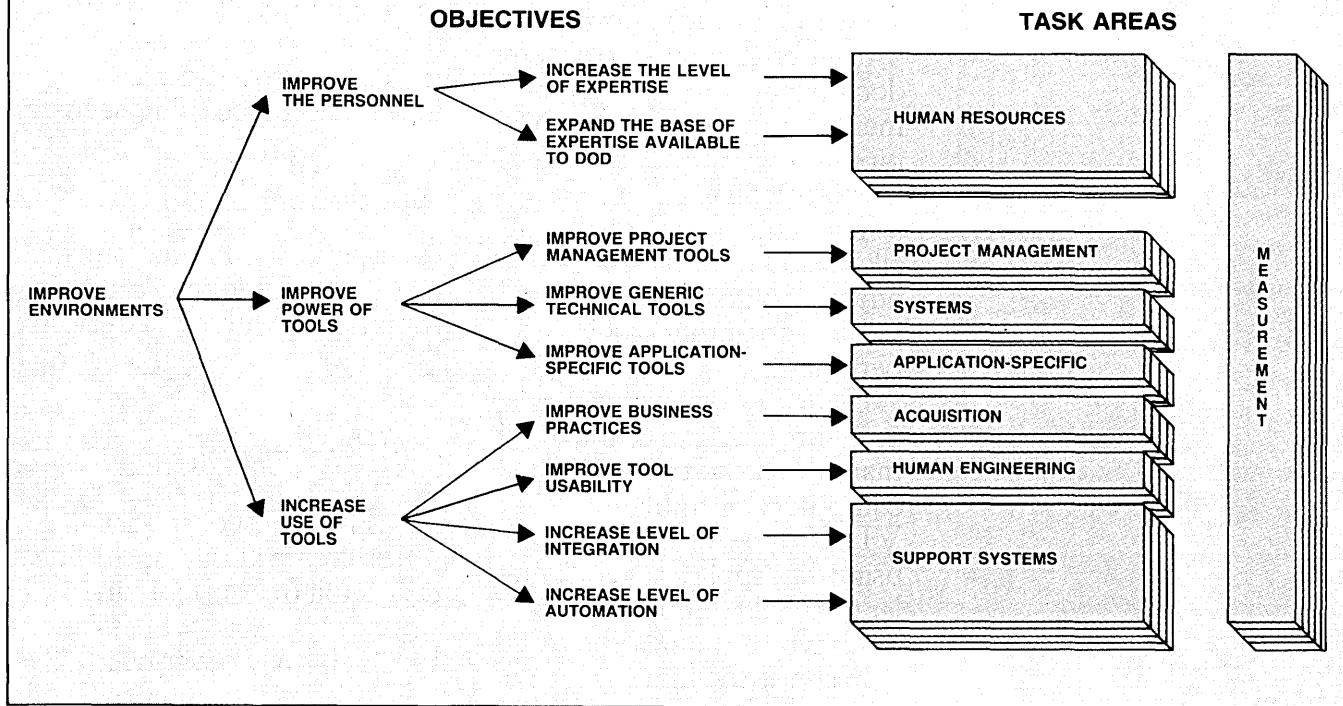 OBJECTIVES
TASK AREAS
IMPROVE
ENVIRONMENTS
IMPROVE
THE PERSONNEL
INCREASE THE LEVEL
OF EXPERTISE
EXPAND THE BASE OF
EXPERTISE AVAILABLE
TO DOD
HUMAN RESOURCES
IMPROVE
POWER OF
TOOLS
IMPROVE PROJECT
MANAGEMENT TOOLS
PROJECT MANAGEMENT
IMPROVE GENERIC
TECHNICAL TOOLS
SYSTEMS
IMPROVE APPLICATION-
SPECIFIC TOOLS
APPLICATION-SPECIFIC
INCREASE
USE OF
TOOLS
IMPROVE BUSINESS
PRACTICES
ACQUISITION
IMPROVE TOOL
USABILITY
HUMAN ENGINEERING
INCREASE LEVEL OF
INTEGRATION
INCREASE LEVEL OF
AUTOMATION
SUPPORT SYSTEMS
MEASUREMENT